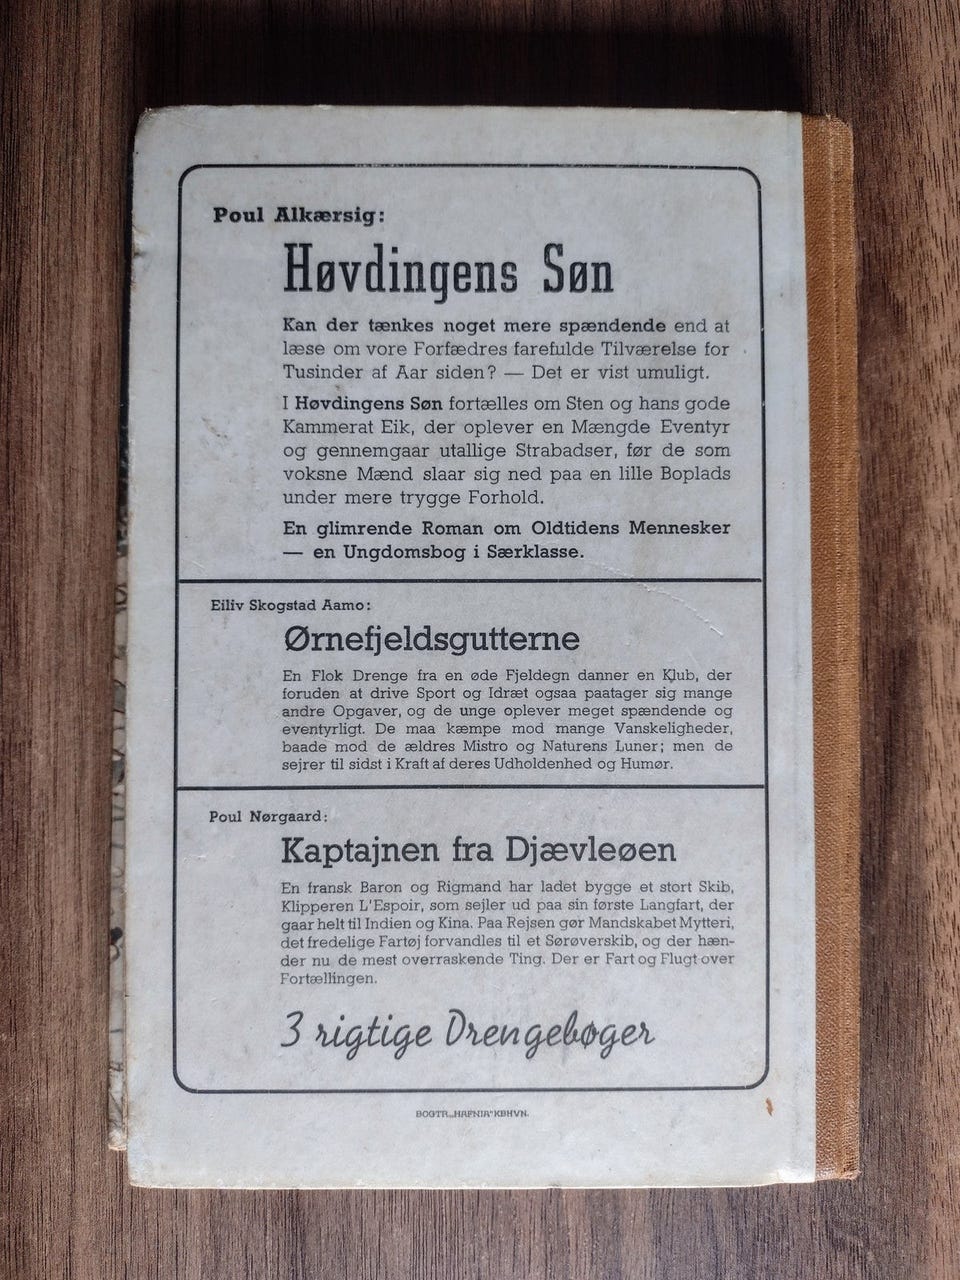 Poul Alkærsig:
Høvdingens Søn
Kan der tænkes noget mere spændende end at
læse om vore Forfædres farefulde Tilværelse for
Tusinder af Aar siden? — Det er vist umuligt.
I Høvdingens Søn fortælles om Sten og hans gode
Kammerat Eik, der oplever en Mængde Eventyr
og gennemgaar utallige Strabadser, før de som
voksne Mænd slaar sig ned paa en lille Boplads
under mere trygge Forhold.
En glimrende Roman om Oldtidens Mennesker
— en Ungdomsbog i Særklasse.
Eiliv Skogstad Aamo:
Ørnefjeldsgutterne
En Flok Drenge fra en øde Fjeldegn danner en Klub, der
foruden at drive Sport og Idræt ogsaa paatager sig mange
andre Opgaver, og de unge oplever meget spændende og
eventyrligt. De maa kæmpe mod mange Vanskeligheder,
baade mod de ældres Mistro og Naturens Luner; men de
sejrer til sidst i Kraft af deres Udholdenhed og Humør.
Poul Nørgaard:
Kaptajnen fra Djævleøen
En fransk Baron og Rigmand har ladet bygge et stort Skib,
Klipperen L'Espoir, som sejler ud paa sin første Langfart, der
gaar helt til Indien og Kina. Paa Rejsen gør Mandskabet Mytteri,
det fredelige Fartøj forvandles til et Sørøverskib, og der hæn-
der nu de mest overraskende Ting. Der er Fart og Flugt over
Fortællingen.
3 rigtige Drengebøger
BOGTR. „HAFNIA" KBHVN.